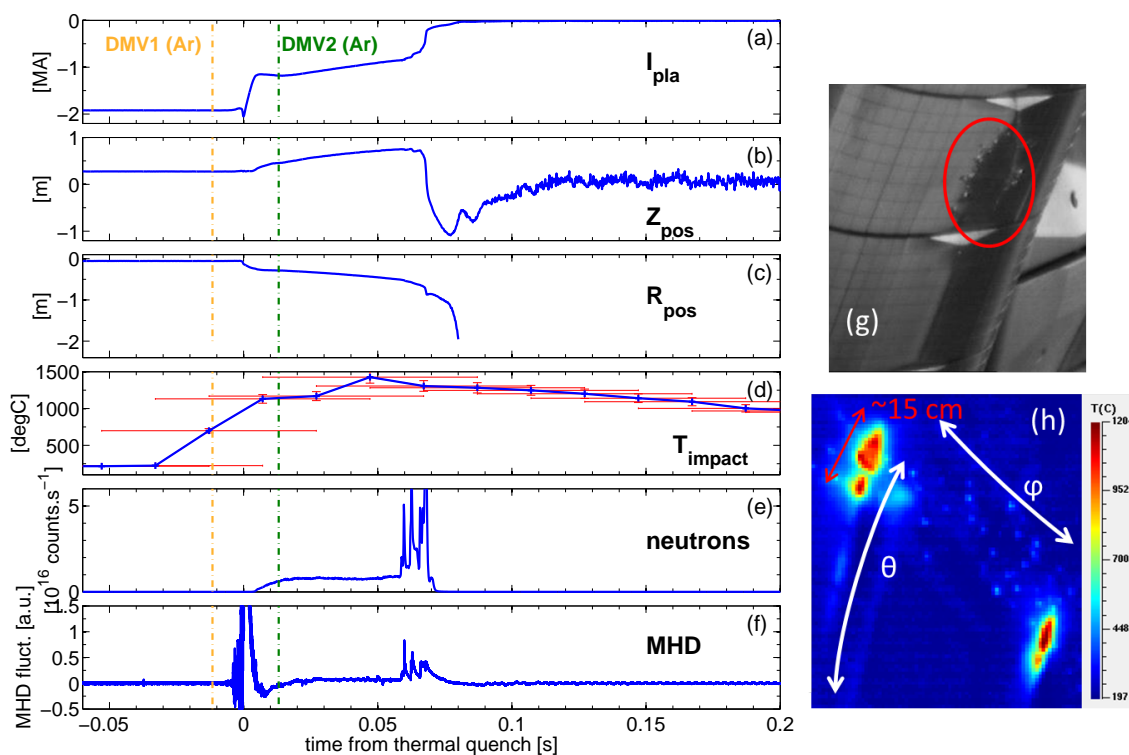 DMV1 (Ar)
DMV2 (Ar)
(a)
I_pla
[MA]
0
−1
−2
(b)
Z_pos
[m]
1
0
−1
(c)
R_pos
[m]
0
−1
−2
(d)
T_impact
[degC]
1500
1000
500
(e)
neutrons
[10^16 counts.s^−1]
5
0
(f)
MHD
MHD fluct. [a.u.]
1.5
1
0.5
0
−0.5
−0.05
0
0.05
0.1
0.15
0.2
time from thermal quench [s]
(g)
~15 cm
(h)
φ
θ
T(C)
1204
952
700
448
197